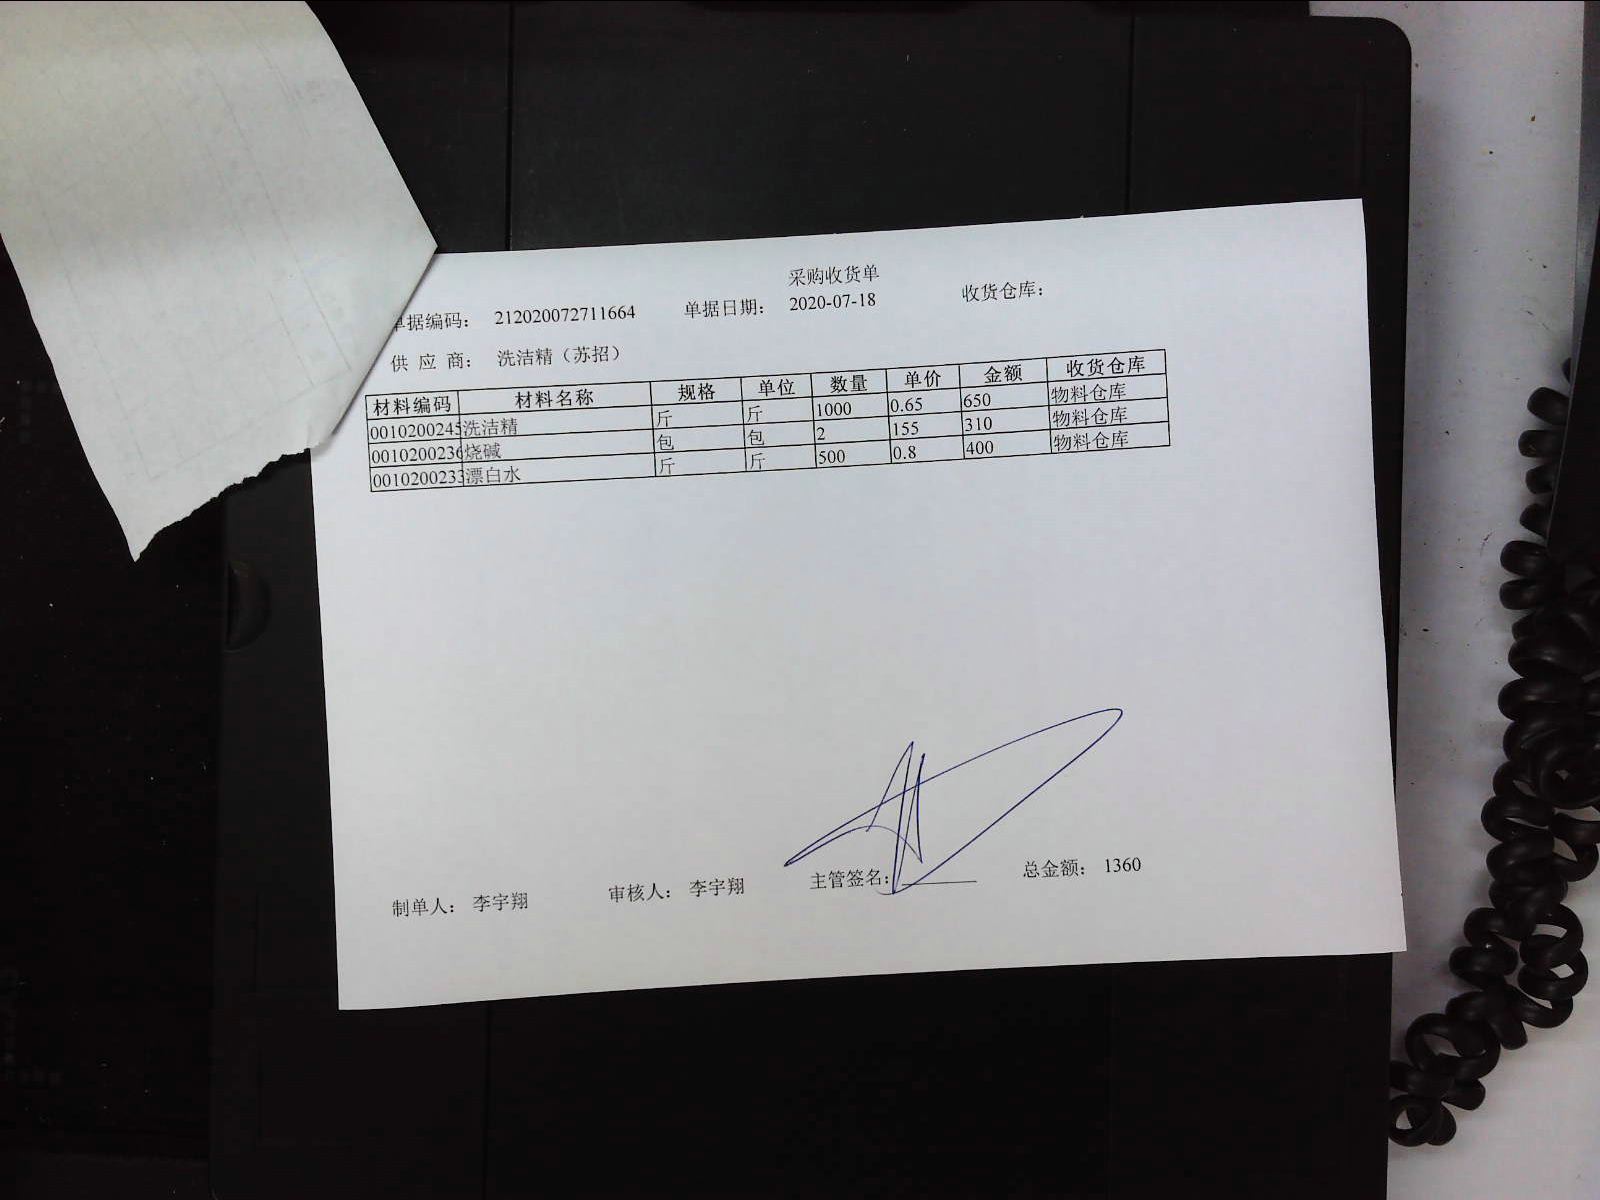 采购收货单
单据编码： 212020072711664 单据日期： 2020-07-18 收货仓库：
供 应 商： 洗洁精（苏招）
材料编码 材料名称 规格 单位 数量 单价 金额 收货仓库
0010200245 洗洁精 斤 斤 1000 0.65 650 物料仓库
0010200236 烧碱 包 包 2 155 310 物料仓库
0010200233 漂白水 斤 斤 500 0.8 400 物料仓库
制单人： 李宇翔 审核人： 李宇翔 主管签名： 总金额： 1360